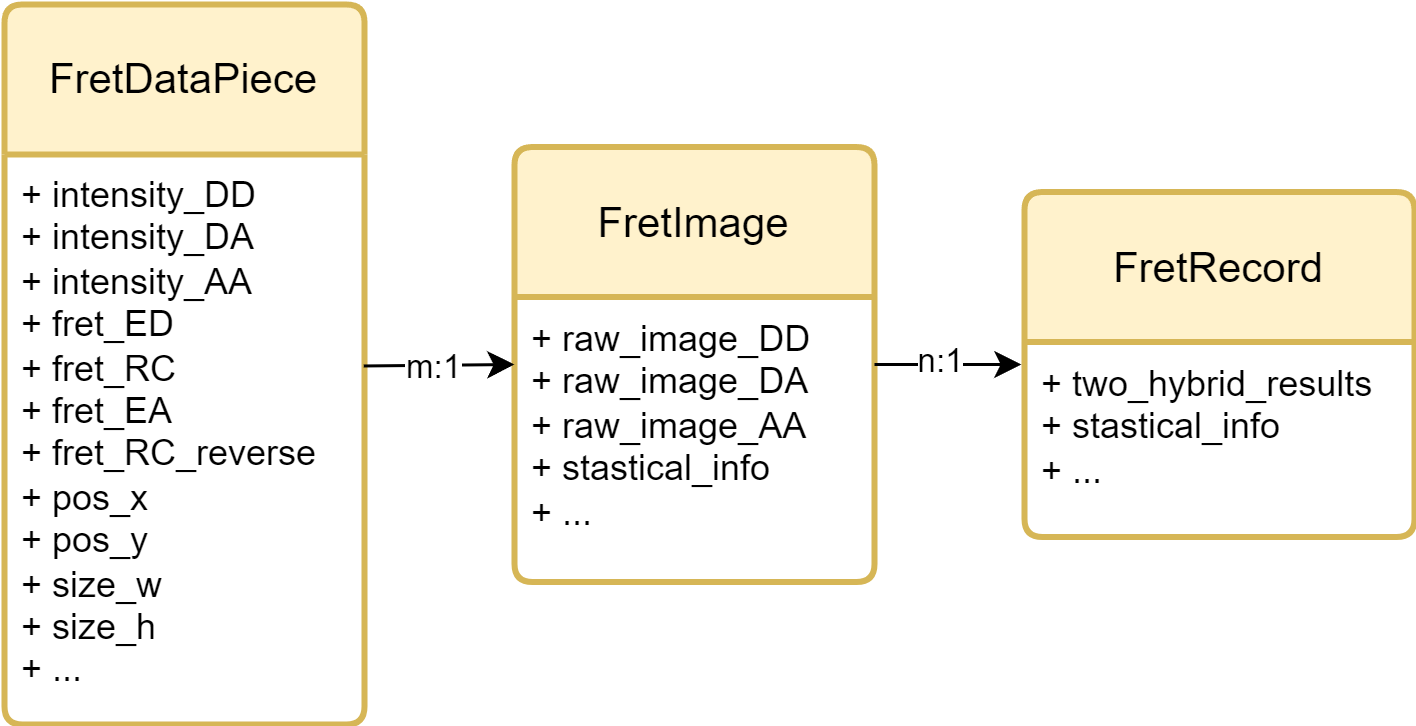 FretDataPiece
+ intensity_DD
+ intensity_DA
+ intensity_AA
+ fret_ED
+ fret_RC
+ fret_EA
+ fret_RC_reverse
+ pos_x
+ pos_y
+ size_w
+ size_h
+ ...
m:1
FretImage
+ raw_image_DD
+ raw_image_DA
+ raw_image_AA
+ stastical_info
+ ...
n:1
FretRecord
+ two_hybrid_results
+ stastical_info
+ ...